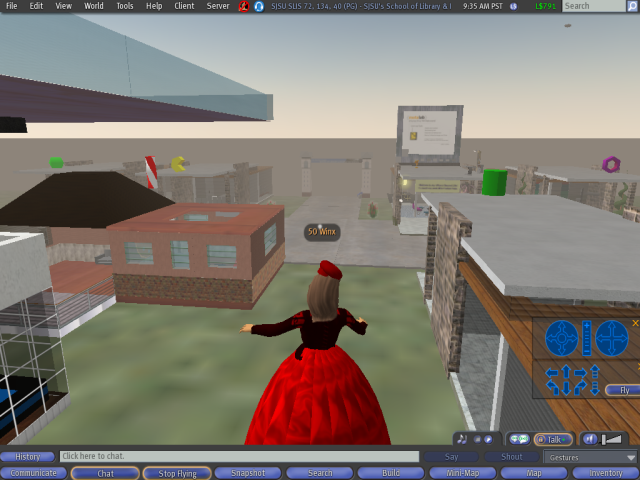 File Edit View World Tools Help Client Server SJSU SLIS 72, 134, 40 (PG) - SJSU's School of Library & I 9:35 AM PST L$791 Search
50 Winx
Fly
Talk
History Click here to chat. Say Shout Gestures
Communicate Chat Stop Flying Snapshot Search Build Mini-Map Map Inventory